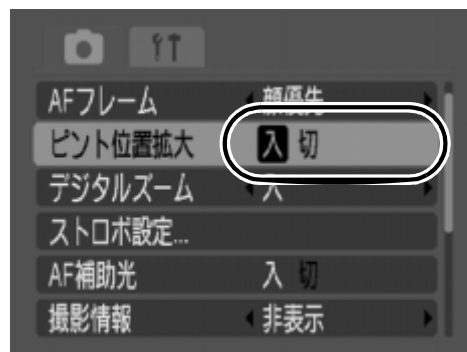 AFフレーム 顔優先
ピント位置拡大 入 切
デジタルズーム 入
ストロボ設定...
AF補助光 入 切
撮影情報 非表示